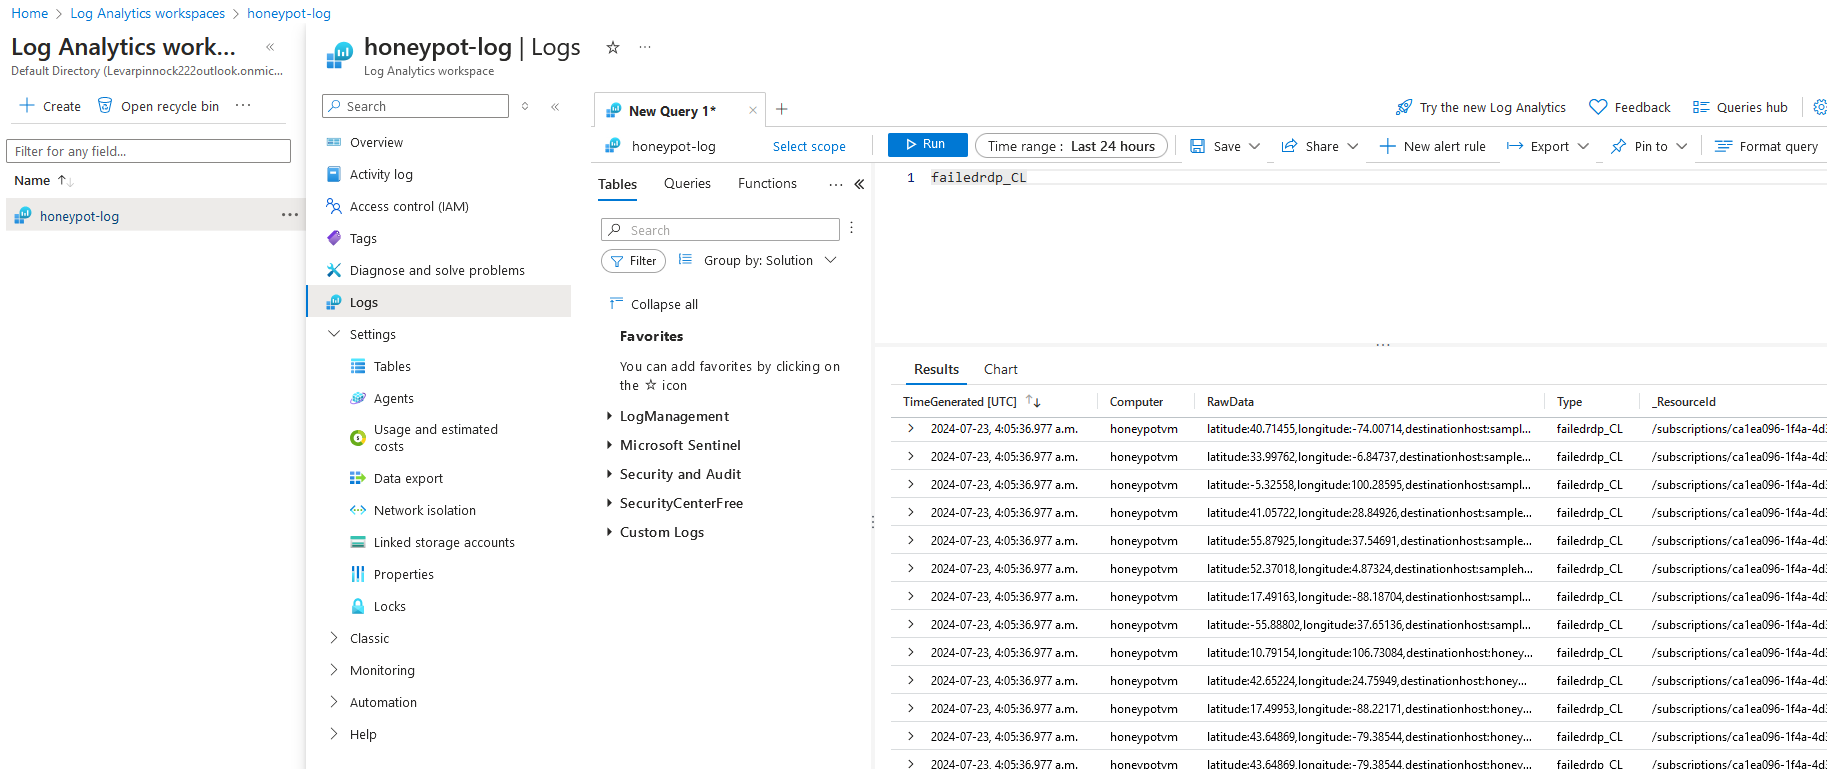 Home > Log Analytics workspaces > honeypot-log
Log Analytics work... «
Default Directory (Levarpinnock222outlook.onmic...
Create Open recycle bin ...
Filter for any field...
Name ↑↓
honeypot-log ...
honeypot-log | Logs ☆ ...
Log Analytics workspace
Search «
Overview
Activity log
Access control (IAM)
Tags
Diagnose and solve problems
Logs
Settings
Tables
Agents
Usage and estimated
costs
Data export
Network isolation
Linked storage accounts
Properties
Locks
Classic
Monitoring
Automation
Help
New Query 1* × +
Try the new Log Analytics Feedback Queries hub
honeypot-log Select scope
Run Time range : Last 24 hours Save Share New alert rule Export Pin to Format query
Tables Queries Functions ... «
Search
Filter Group by: Solution
Collapse all
Favorites
You can add favorites by clicking on
the ☆ icon
LogManagement
Microsoft Sentinel
Security and Audit
SecurityCenterFree
Custom Logs
1 failedrdp_CL
...
Results Chart
TimeGenerated [UTC] ↑↓ Computer RawData Type _ResourceId
2024-07-23, 4:05:36.977 a.m. honeypotvm latitude:40.71455,longitude:-74.00714,destinationhost:sampl... failedrdp_CL /subscriptions/ca1ea096-1f4a-4d3
2024-07-23, 4:05:36.977 a.m. honeypotvm latitude:33.99762,longitude:-6.84737,destinationhost:sample... failedrdp_CL /subscriptions/ca1ea096-1f4a-4d3
2024-07-23, 4:05:36.977 a.m. honeypotvm latitude:-5.32558,longitude:100.28595,destinationhost:sampl... failedrdp_CL /subscriptions/ca1ea096-1f4a-4d3
2024-07-23, 4:05:36.977 a.m. honeypotvm latitude:41.05722,longitude:28.84926,destinationhost:sample... failedrdp_CL /subscriptions/ca1ea096-1f4a-4d3
2024-07-23, 4:05:36.977 a.m. honeypotvm latitude:55.87925,longitude:37.54691,destinationhost:sample... failedrdp_CL /subscriptions/ca1ea096-1f4a-4d3
2024-07-23, 4:05:36.977 a.m. honeypotvm latitude:52.37018,longitude:4.87324,destinationhost:sampleh... failedrdp_CL /subscriptions/ca1ea096-1f4a-4d3
2024-07-23, 4:05:36.977 a.m. honeypotvm latitude:17.49163,longitude:-88.18704,destinationhost:sampl... failedrdp_CL /subscriptions/ca1ea096-1f4a-4d3
2024-07-23, 4:05:36.977 a.m. honeypotvm latitude:-55.88802,longitude:37.65136,destinationhost:sampl... failedrdp_CL /subscriptions/ca1ea096-1f4a-4d3
2024-07-23, 4:05:36.977 a.m. honeypotvm latitude:10.79154,longitude:106.73084,destinationhost:honey... failedrdp_CL /subscriptions/ca1ea096-1f4a-4d3
2024-07-23, 4:05:36.977 a.m. honeypotvm latitude:42.65224,longitude:24.75949,destinationhost:honey... failedrdp_CL /subscriptions/ca1ea096-1f4a-4d3
2024-07-23, 4:05:36.977 a.m. honeypotvm latitude:17.49953,longitude:-88.22171,destinationhost:honey... failedrdp_CL /subscriptions/ca1ea096-1f4a-4d3
2024-07-23, 4:05:36.977 a.m. honeypotvm latitude:43.64869,longitude:-79.38544,destinationhost:honey... failedrdp_CL /subscriptions/ca1ea096-1f4a-4d3
2024-07-23, 4:05:36.977 a.m. honeypotvm latitude:43.64869,longitude:-79.38544,destinationhost:honey... failedrdp_CL /subscriptions/ca1ea096-1f4a-4d3